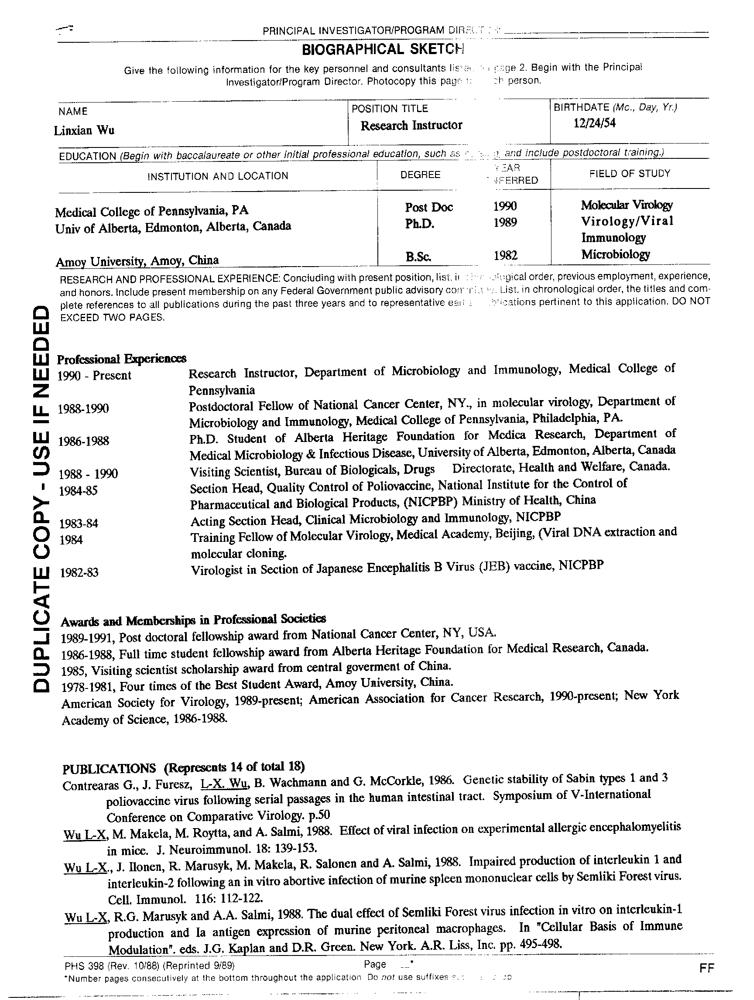 PRINCIPAL INVESTIGATOR/PROGRAM
BIOGRAPHICAL SKETCH
Give the following information for the key personnel and consultants page 2. Begin with the Principal
Investigator/Program Director. Photocopy this page person.
NAME POSITION TITLE BIRTHDATE (Mo., Day, Yr.)
Linxian Wu Research Instructor 12/24/54
EDUCATION (Begin with baccalaureate or other initial professional education, such as and include postdoctoral training.)
INSTITUTION AND LOCATION DEGREE YEAR FIELD OF STUDY
Medical College of Pennsylvania, PA Post Doc 1990 Molecular Virology
Univ of Alberta, Edmonton, Alberta, Canada Ph.D. 1989 Virology/Viral
Immunology
Amoy University, Amoy, China B.Sc. 1982 Microbiology
RESEARCH AND PROFESSIONAL EXPERIENCE: Concluding with present position, list, order, previous employment, experience,
and honors. Include present membership on any Federal Government public advisory List, in chronological order, the titles and com-
plete references to all publications during the past three years and to representative pertinent to this application. DO NOT
EXCEED TWO PAGES.
DUPLICATE COPY - USE IF NEEDED
Professional Experiences
1990 - Present Research Instructor, Department of Microbiology and Immunology, Medical College of
Pennsylvania
1988-1990 Postdoctoral Fellow of National Cancer Center, NY., in molecular virology, Department of
Microbiology and Immunology, Medical College of Pennsylvania, Philadelphia, PA.
1986-1988 Ph.D. Student of Alberta Heritage Foundation for Medica Research, Department of
Medical Microbiology & Infectious Disease, University of Alberta, Edmonton, Alberta, Canada
1988 - 1990 Visiting Scientist, Bureau of Biologicals, Drugs Directorate, Health and Welfare, Canada.
1984-85 Section Head, Quality Control of Poliovaccine, National Institute for the Control of
Pharmaceutical and Biological Products, (NICPBP) Ministry of Health, China
1983-84 Acting Section Head, Clinical Microbiology and Immunology, NICPBP
1984 Training Fellow of Molecular Virology, Medical Academy, Beijing, (Viral DNA extraction and
molecular cloning.
1982-83 Virologist in Section of Japanese Encephalitis B Virus (JEB) vaccine, NICPBP
Awards and Memberships in Professional Societies
1989-1991, Post doctoral fellowship award from National Cancer Center, NY, USA.
1986-1988, Full time student fellowship award from Alberta Heritage Foundation for Medical Research, Canada.
1985, Visiting scientist scholarship award from central goverment of China.
1978-1981, Four times of the Best Student Award, Amoy University, China.
American Society for Virology, 1989-present; American Association for Cancer Research, 1990-present; New York
Academy of Science, 1986-1988.
PUBLICATIONS (Represents 14 of total 18)
Contrearas G., J. Furesz, L-X. Wu, B. Wachmann and G. McCorkle, 1986. Genetic stability of Sabin types 1 and 3
poliovaccine virus following serial passages in the human intestinal tract. Symposium of V-International
Conference on Comparative Virology. p.50
Wu L-X, M. Makela, M. Roytta, and A. Salmi, 1988. Effect of viral infection on experimental allergic encephalomyelitis
in mice. J. Neuroimmunol. 18: 139-153.
Wu L-X., J. Ilonen, R. Marusyk, M. Makela, R. Salonen and A. Salmi, 1988. Impaired production of interleukin 1 and
interleukin-2 following an in vitro abortive infection of murine spleen mononuclear cells by Semliki Forest virus.
Cell. Immunol. 116: 112-122.
Wu L-X, R.G. Marusyk and A.A. Salmi, 1988. The dual effect of Semliki Forest virus infection in vitro on interleukin-1
production and Ia antigen expression of murine peritoneal macrophages. In "Cellular Basis of Immune
Modulation". eds. J.G. Kaplan and D.R. Green. New York. A.R. Liss, Inc. pp. 495-498.
PHS 398 (Rev. 10/88) (Reprinted 9/89) Page __* FF
*Number pages consecutively at the bottom throughout the application Do not use suffixes